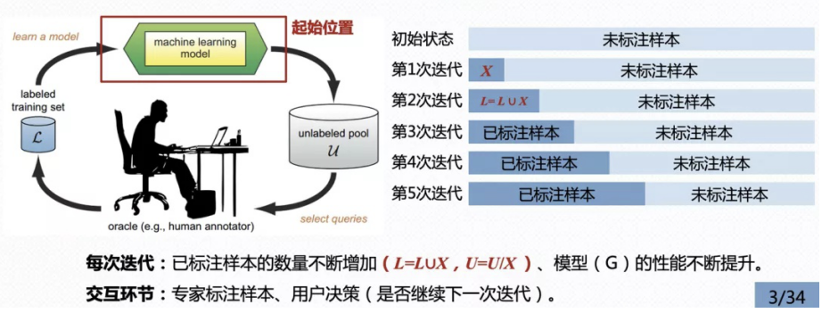 learn a model
machine learning
model
起始位置
labeled
training set
L
unlabeled pool
U
select queries
oracle (e.g., human annotator)
初始状态 未标注样本
第1次迭代 X 未标注样本
第2次迭代 L=L∪X 未标注样本
第3次迭代 已标注样本 未标注样本
第4次迭代 已标注样本 未标注样本
第5次迭代 已标注样本 未标注样本
每次迭代：已标注样本的数量不断增加（L=L∪X，U=U/X）、模型（G）的性能不断提升。
交互环节：专家标注样本、用户决策（是否继续下一次迭代）。
3/34